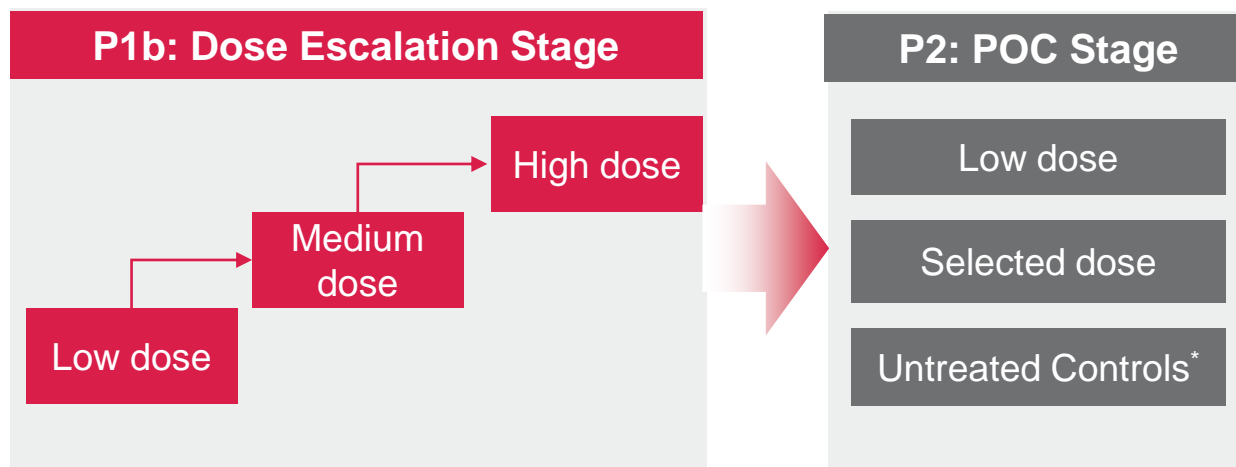 P1b: Dose Escalation Stage
Low dose
Medium
dose
High dose
P2: POC Stage
Low dose
Selected dose
Untreated Controls*